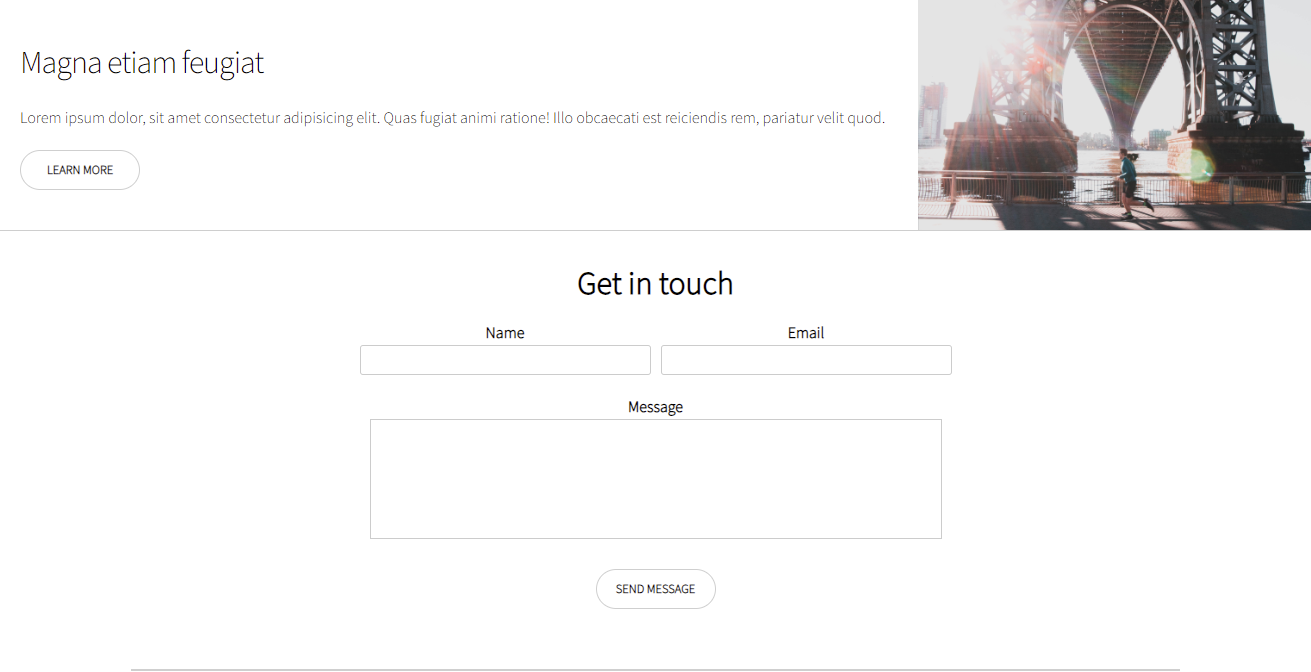 Magna etiam feugiat
Lorem ipsum dolor, sit amet consectetur adipisicing elit. Quas fugiat animi ratione! Illo obcaecati est reiciendis rem, pariatur velit quod.
LEARN MORE
Get in touch
Name
Email
Message
SEND MESSAGE